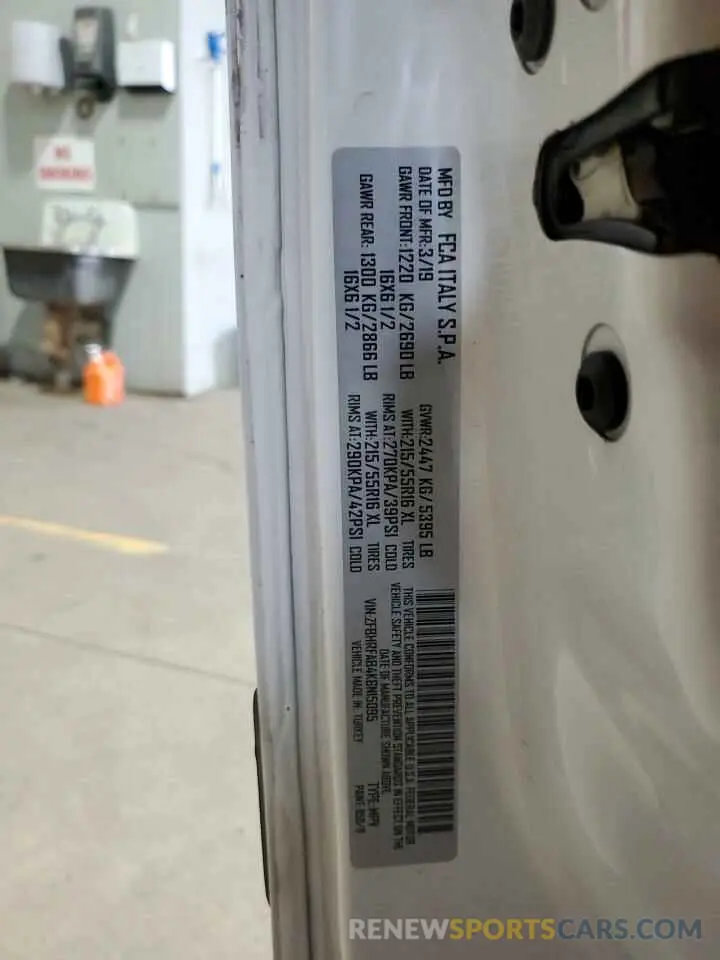 MFD BY FCA ITALY S.P.A.
DATE OF MFR:3/19 GVWR:2447 KG/5395 LB
GAWR FRONT:1220 KG/2690 LB WITH:215/55R16 XL TIRES
16X6 1/2 RIMS AT:270KPA/39PSI COLD
GAWR REAR: 1300 KG/2866 LB WITH:215/55R16 XL TIRES
16X6 1/2 RIMS AT:290KPA/42PSI COLD
THIS VEHICLE CONFORMS TO ALL APPLICABLE U.S.A. FEDERAL MOTOR
VEHICLE SAFETY AND THEFT PREVENTION STANDARDS IN EFFECT ON THE
DATE OF MANUFACTURE SHOWN ABOVE
VIN:ZFBHRFAB4KBN15095 TYPE: MPV
VEHICLE MADE IN: TURKEY PAINT:
NO
SMOKING
RENEWSPORTSCARS.COM